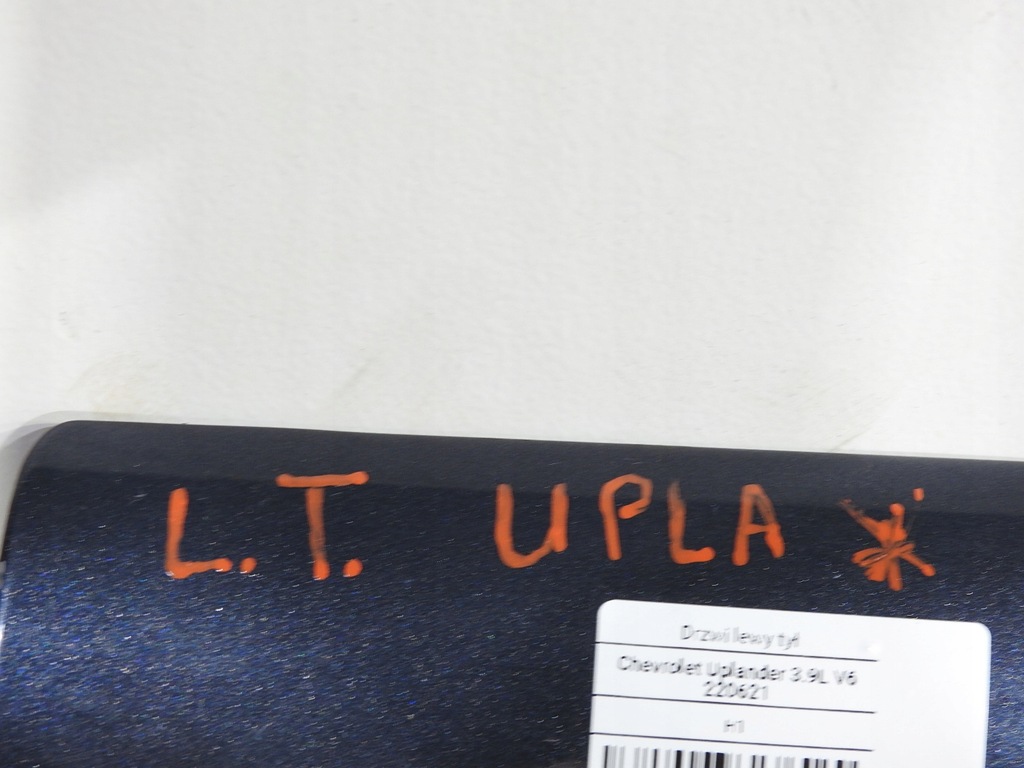 L.T. UPLA *
Drzwi lewy tył
Chevrolet Uplander 3.9L V6
220621
H1